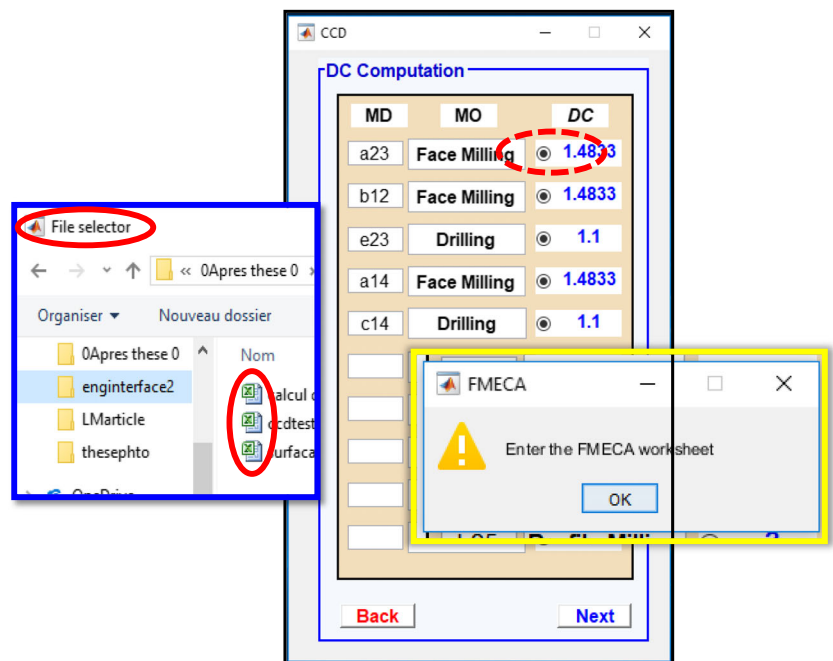 CCD
DC Computation
MD MO DC
a23 Face Milling 1.4833
b12 Face Milling 1.4833
e23 Drilling 1.1
a14 Face Milling 1.4833
c14 Drilling 1.1
Back Next
File selector
« 0Apres these 0
Organiser Nouveau dossier
0Apres these 0 Nom
enginterface2
LMarticle
thesephto
FMECA
Enter the FMECA worksheet
OK